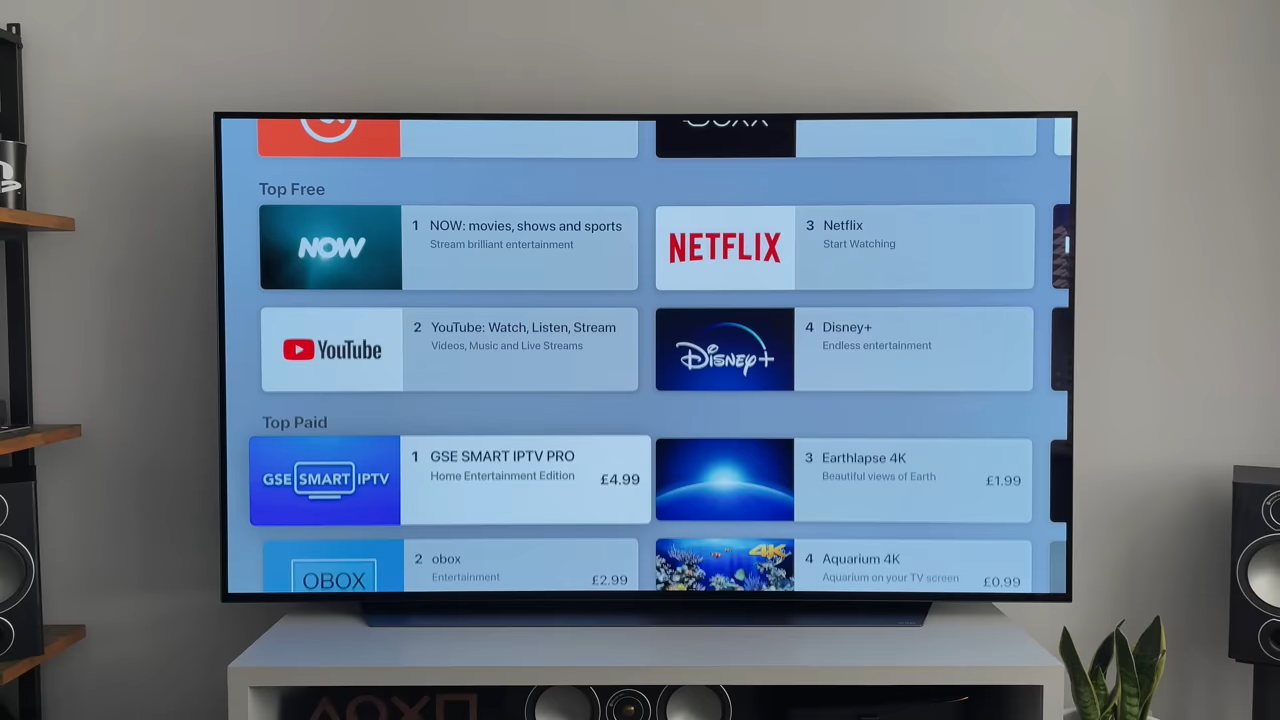 Top Free
NOW
1 NOW: movies, shows and sports
Stream brilliant entertainment
NETFLIX
3 Netflix
Start Watching
YouTube
2 YouTube: Watch, Listen, Stream
Videos, Music and Live Streams
Disney+
4 Disney+
Endless entertainment
Top Paid
GSE SMART IPTV
1 GSE SMART IPTV PRO
Home Entertainment Edition
£4.99
3 Earthlapse 4K
Beautiful views of Earth
£1.99
OBOX
2 obox
Entertainment
£2.99
4K
4 Aquarium 4K
Aquarium on your TV screen
£0.99